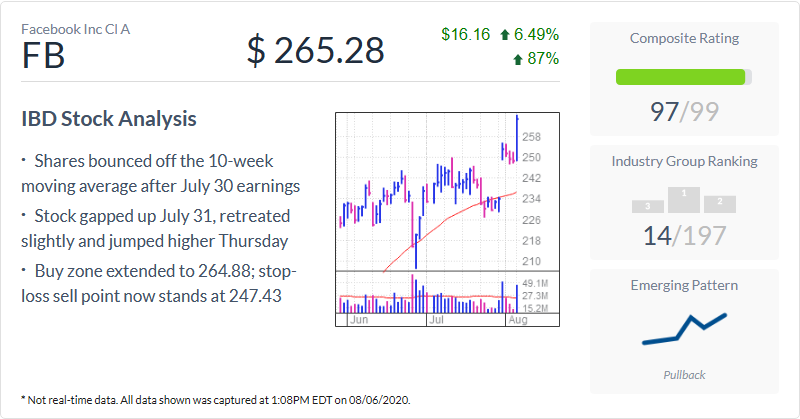 Facebook Inc Cl A
FB
$ 265.28
$16.16 6.49%
87%
IBD Stock Analysis
· Shares bounced off the 10-week
moving average after July 30 earnings
· Stock gapped up July 31, retreated
slightly and jumped higher Thursday
· Buy zone extended to 264.88; stop-
loss sell point now stands at 247.43
258
250
242
234
226
218
210
49.1M
27.3M
15.2M
Jun Jul Aug
Composite Rating
97/99
Industry Group Ranking
3 1 2
14/197
Emerging Pattern
Pullback
* Not real-time data. All data shown was captured at 1:08PM EDT on 08/06/2020.